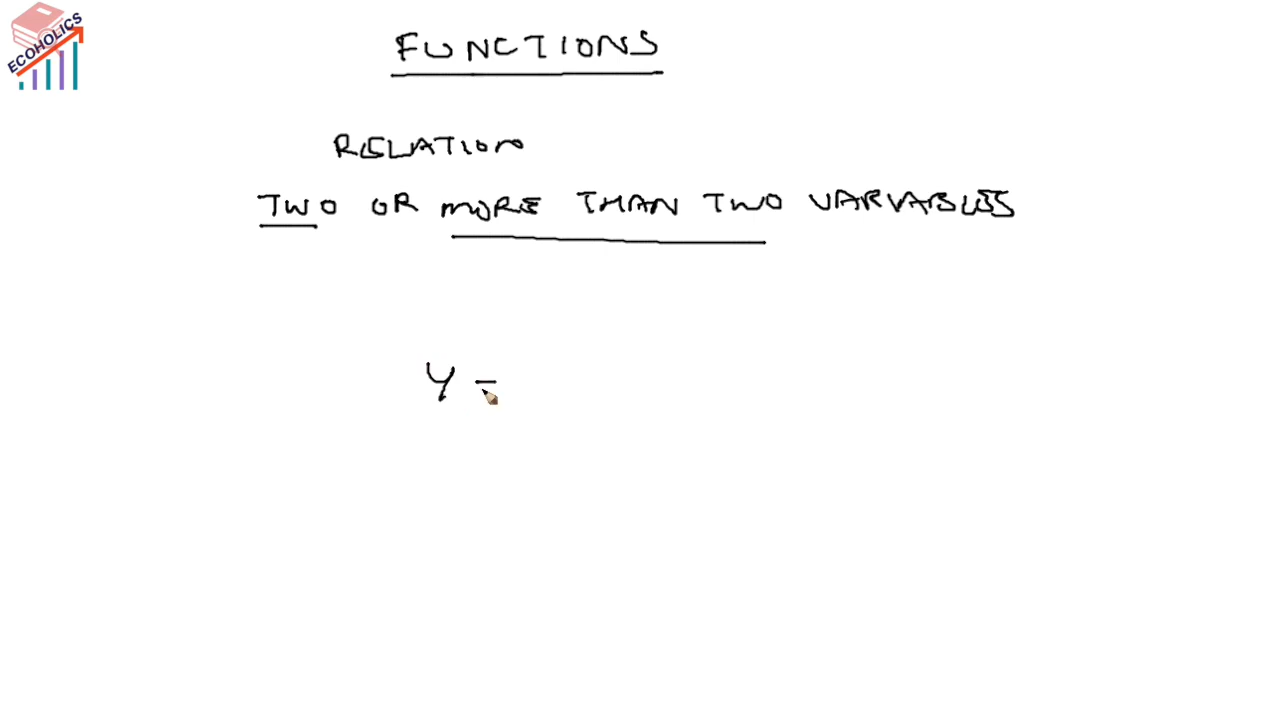 ECOHOLICS
FUNCTIONS
RELATION
TWO OR MORE THAN TWO VARIABLES
Y =